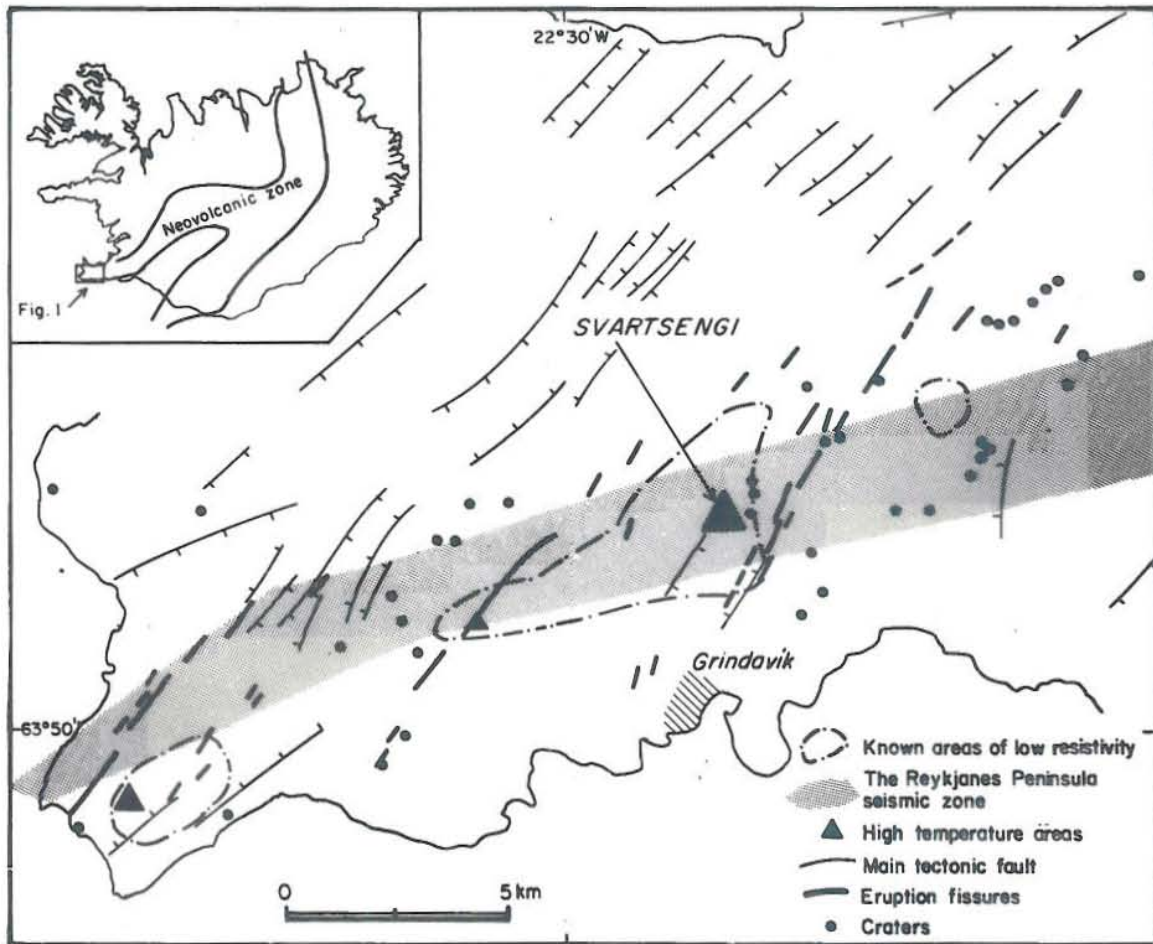 22°30'W
Neovolcanic zone
Fig. 1
SVARTSENGI
Grindavík
63°50'
Known areas of low resistivity
The Reykjanes Peninsula
seismic zone
High temperature areas
Main tectonic fault
Eruption fissures
Craters
0 5 km